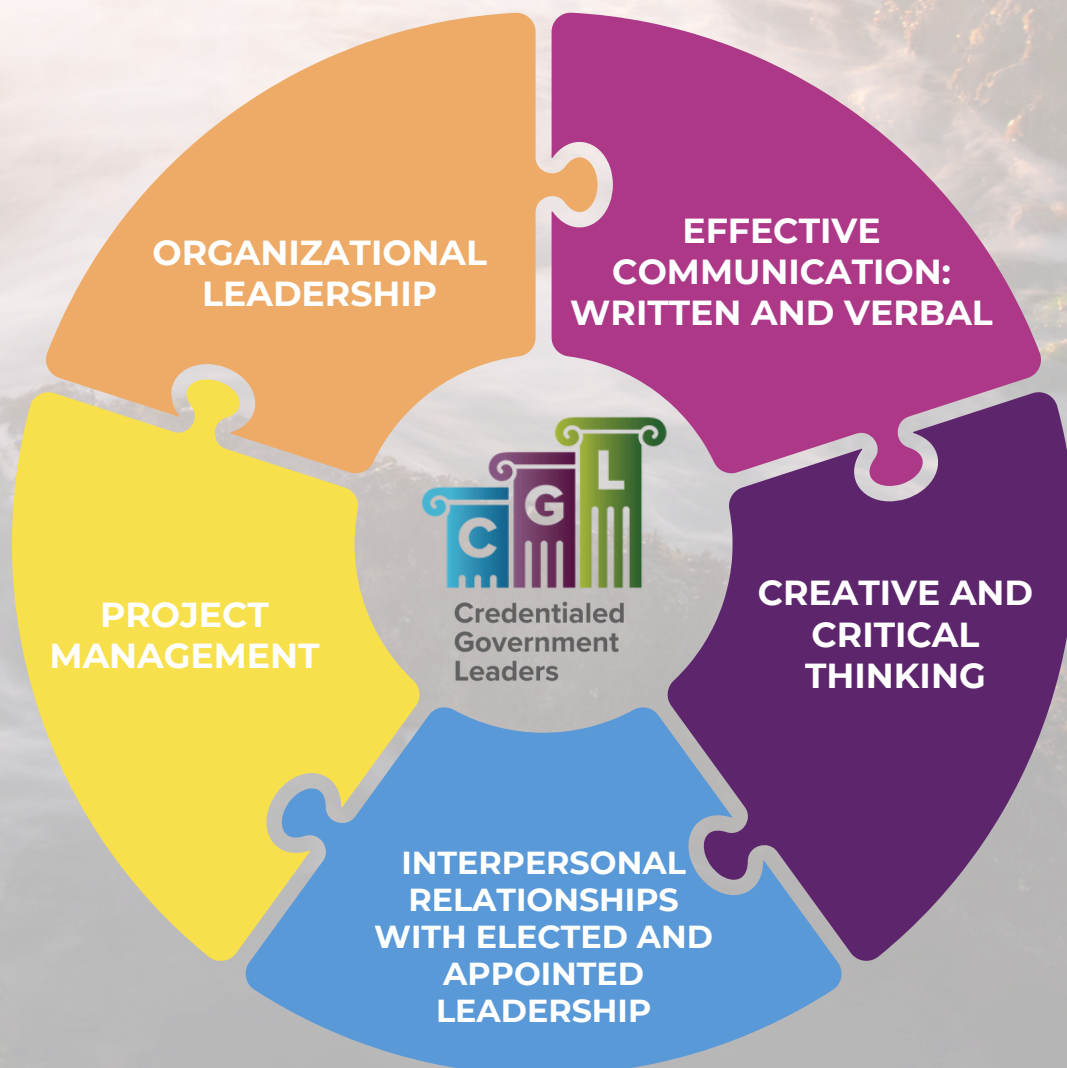 ORGANIZATIONAL
LEADERSHIP
EFFECTIVE
COMMUNICATION:
WRITTEN AND VERBAL
CREATIVE AND
CRITICAL
THINKING
INTERPERSONAL
RELATIONSHIPS
WITH ELECTED AND
APPOINTED
LEADERSHIP
PROJECT
MANAGEMENT
C G L
Credentialed
Government
Leaders